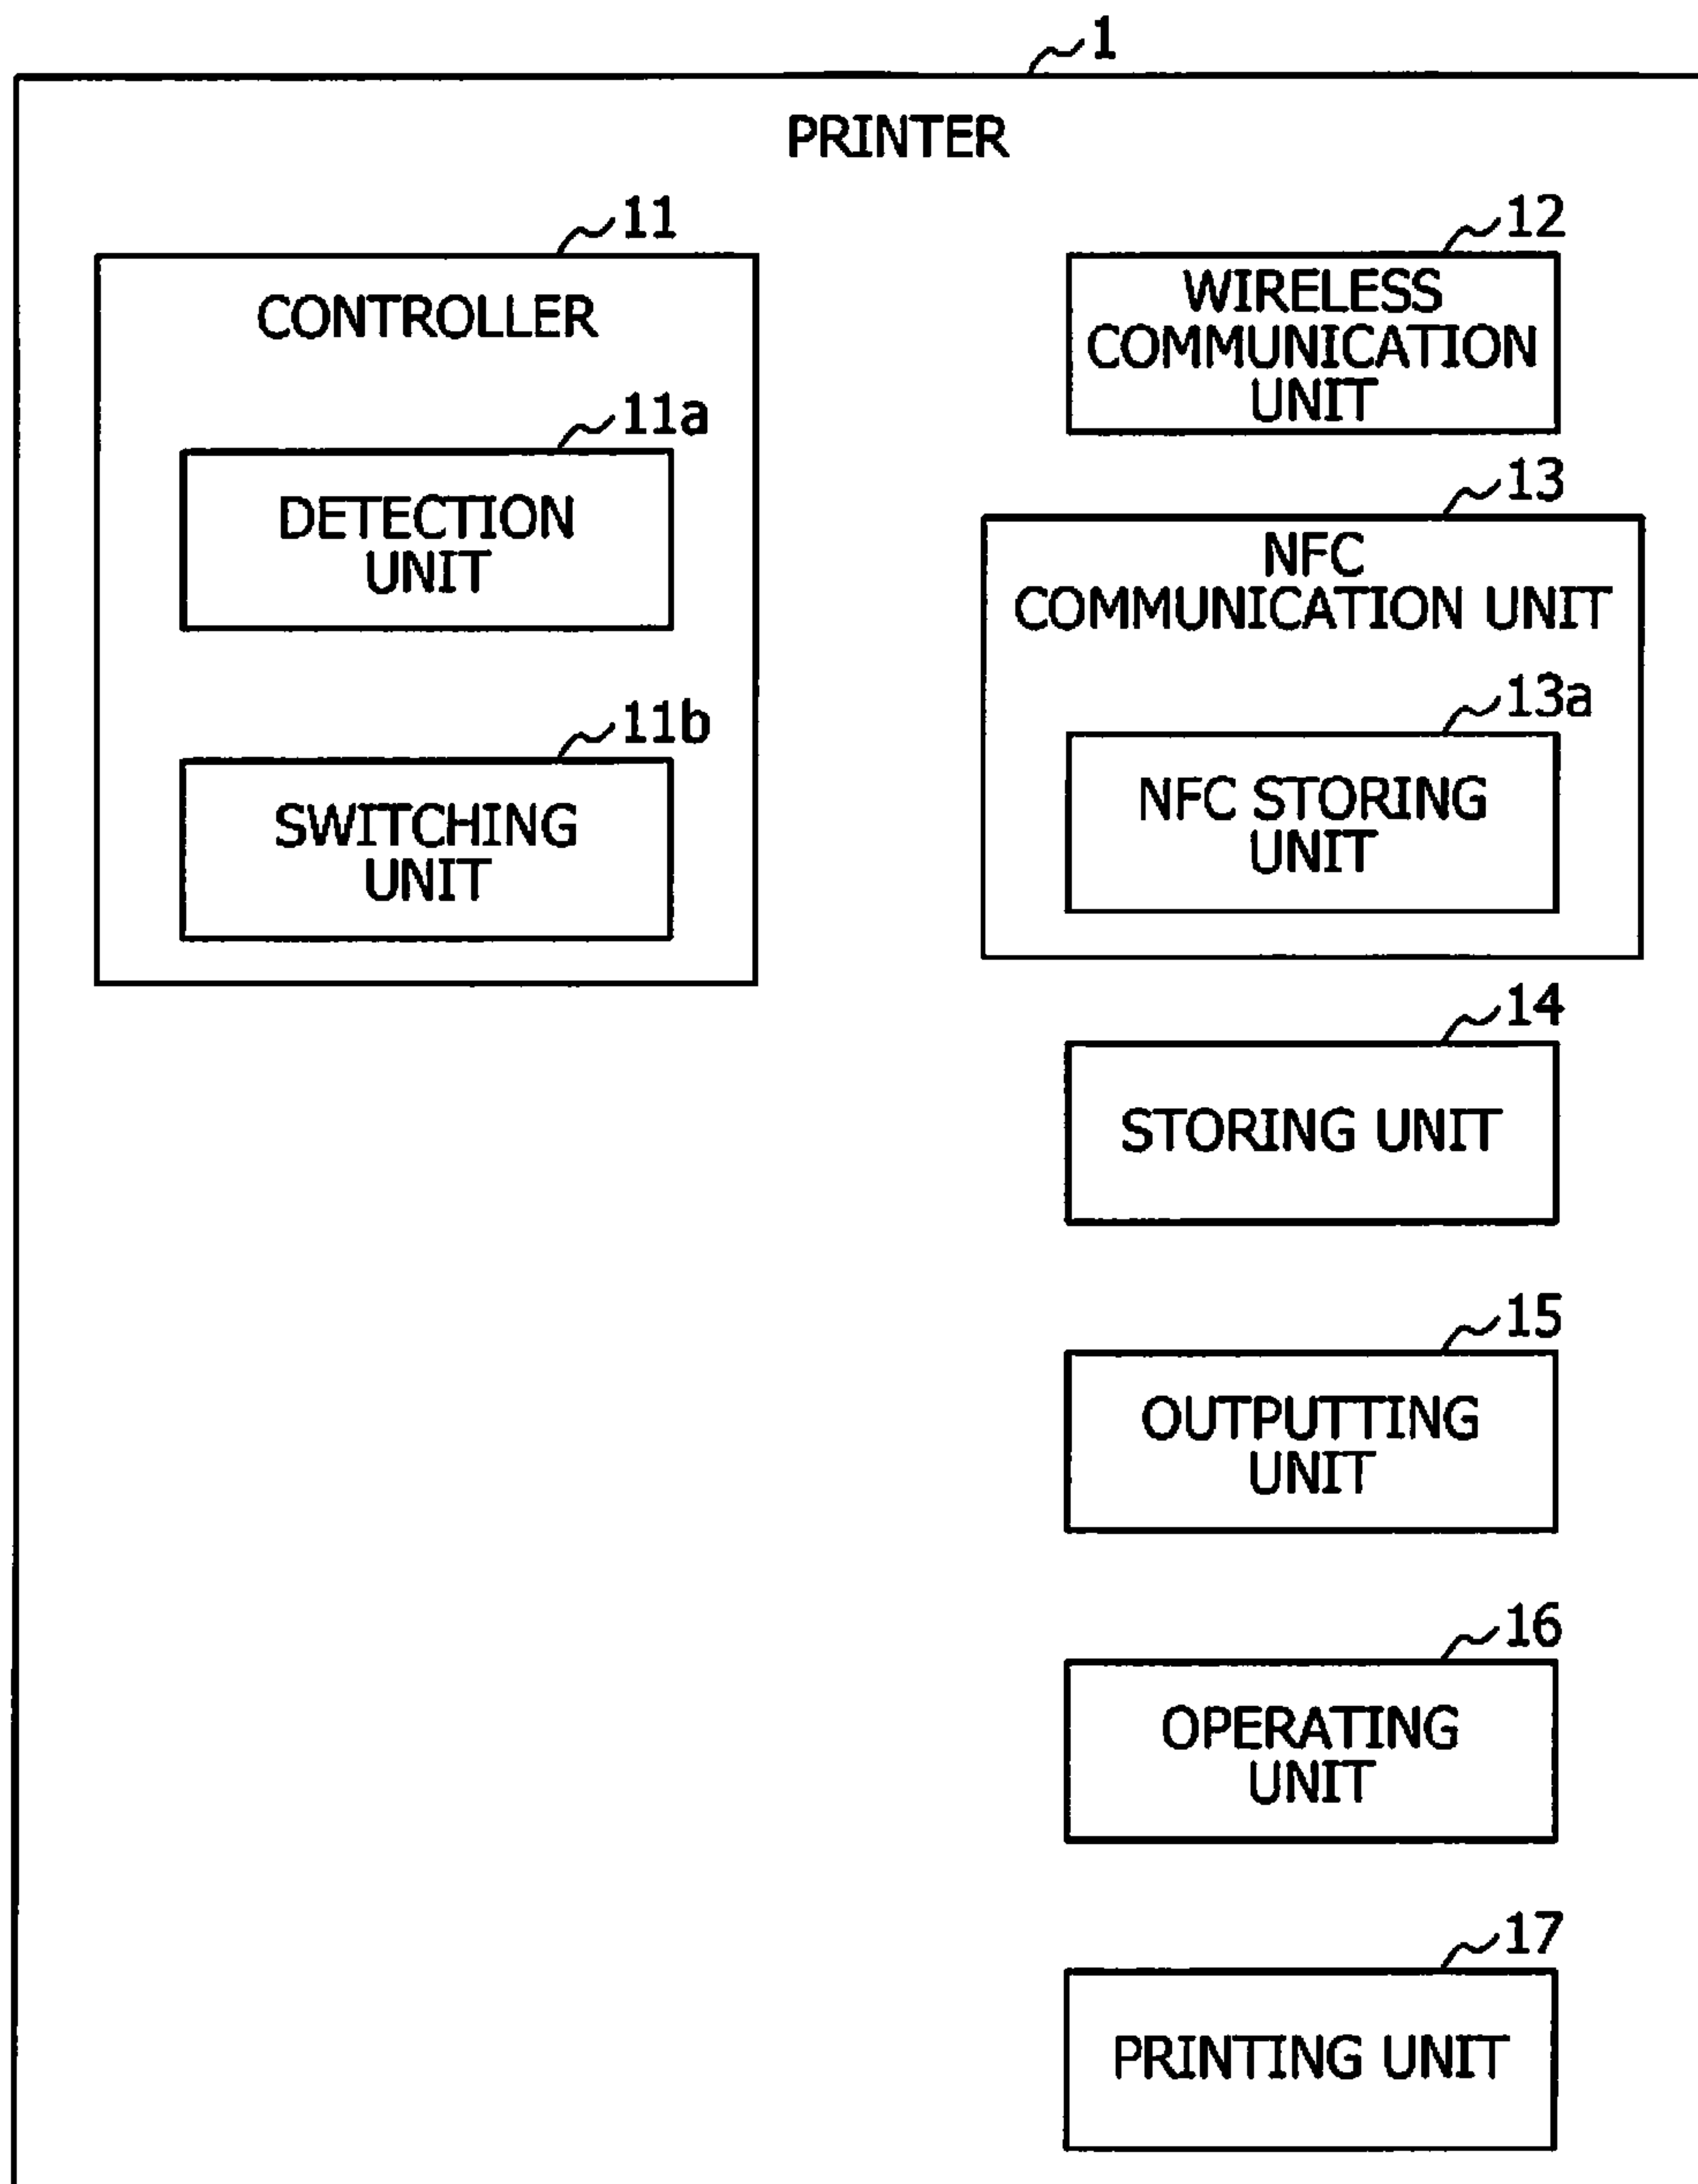 1
PRINTER
11
CONTROLLER
11a
DETECTION
UNIT
11b
SWITCHING
UNIT
12
WIRELESS
COMMUNICATION
UNIT
13
NFC
COMMUNICATION UNIT
13a
NFC STORING
UNIT
14
STORING UNIT
15
OUTPUTTING
UNIT
16
OPERATING
UNIT
17
PRINTING UNIT